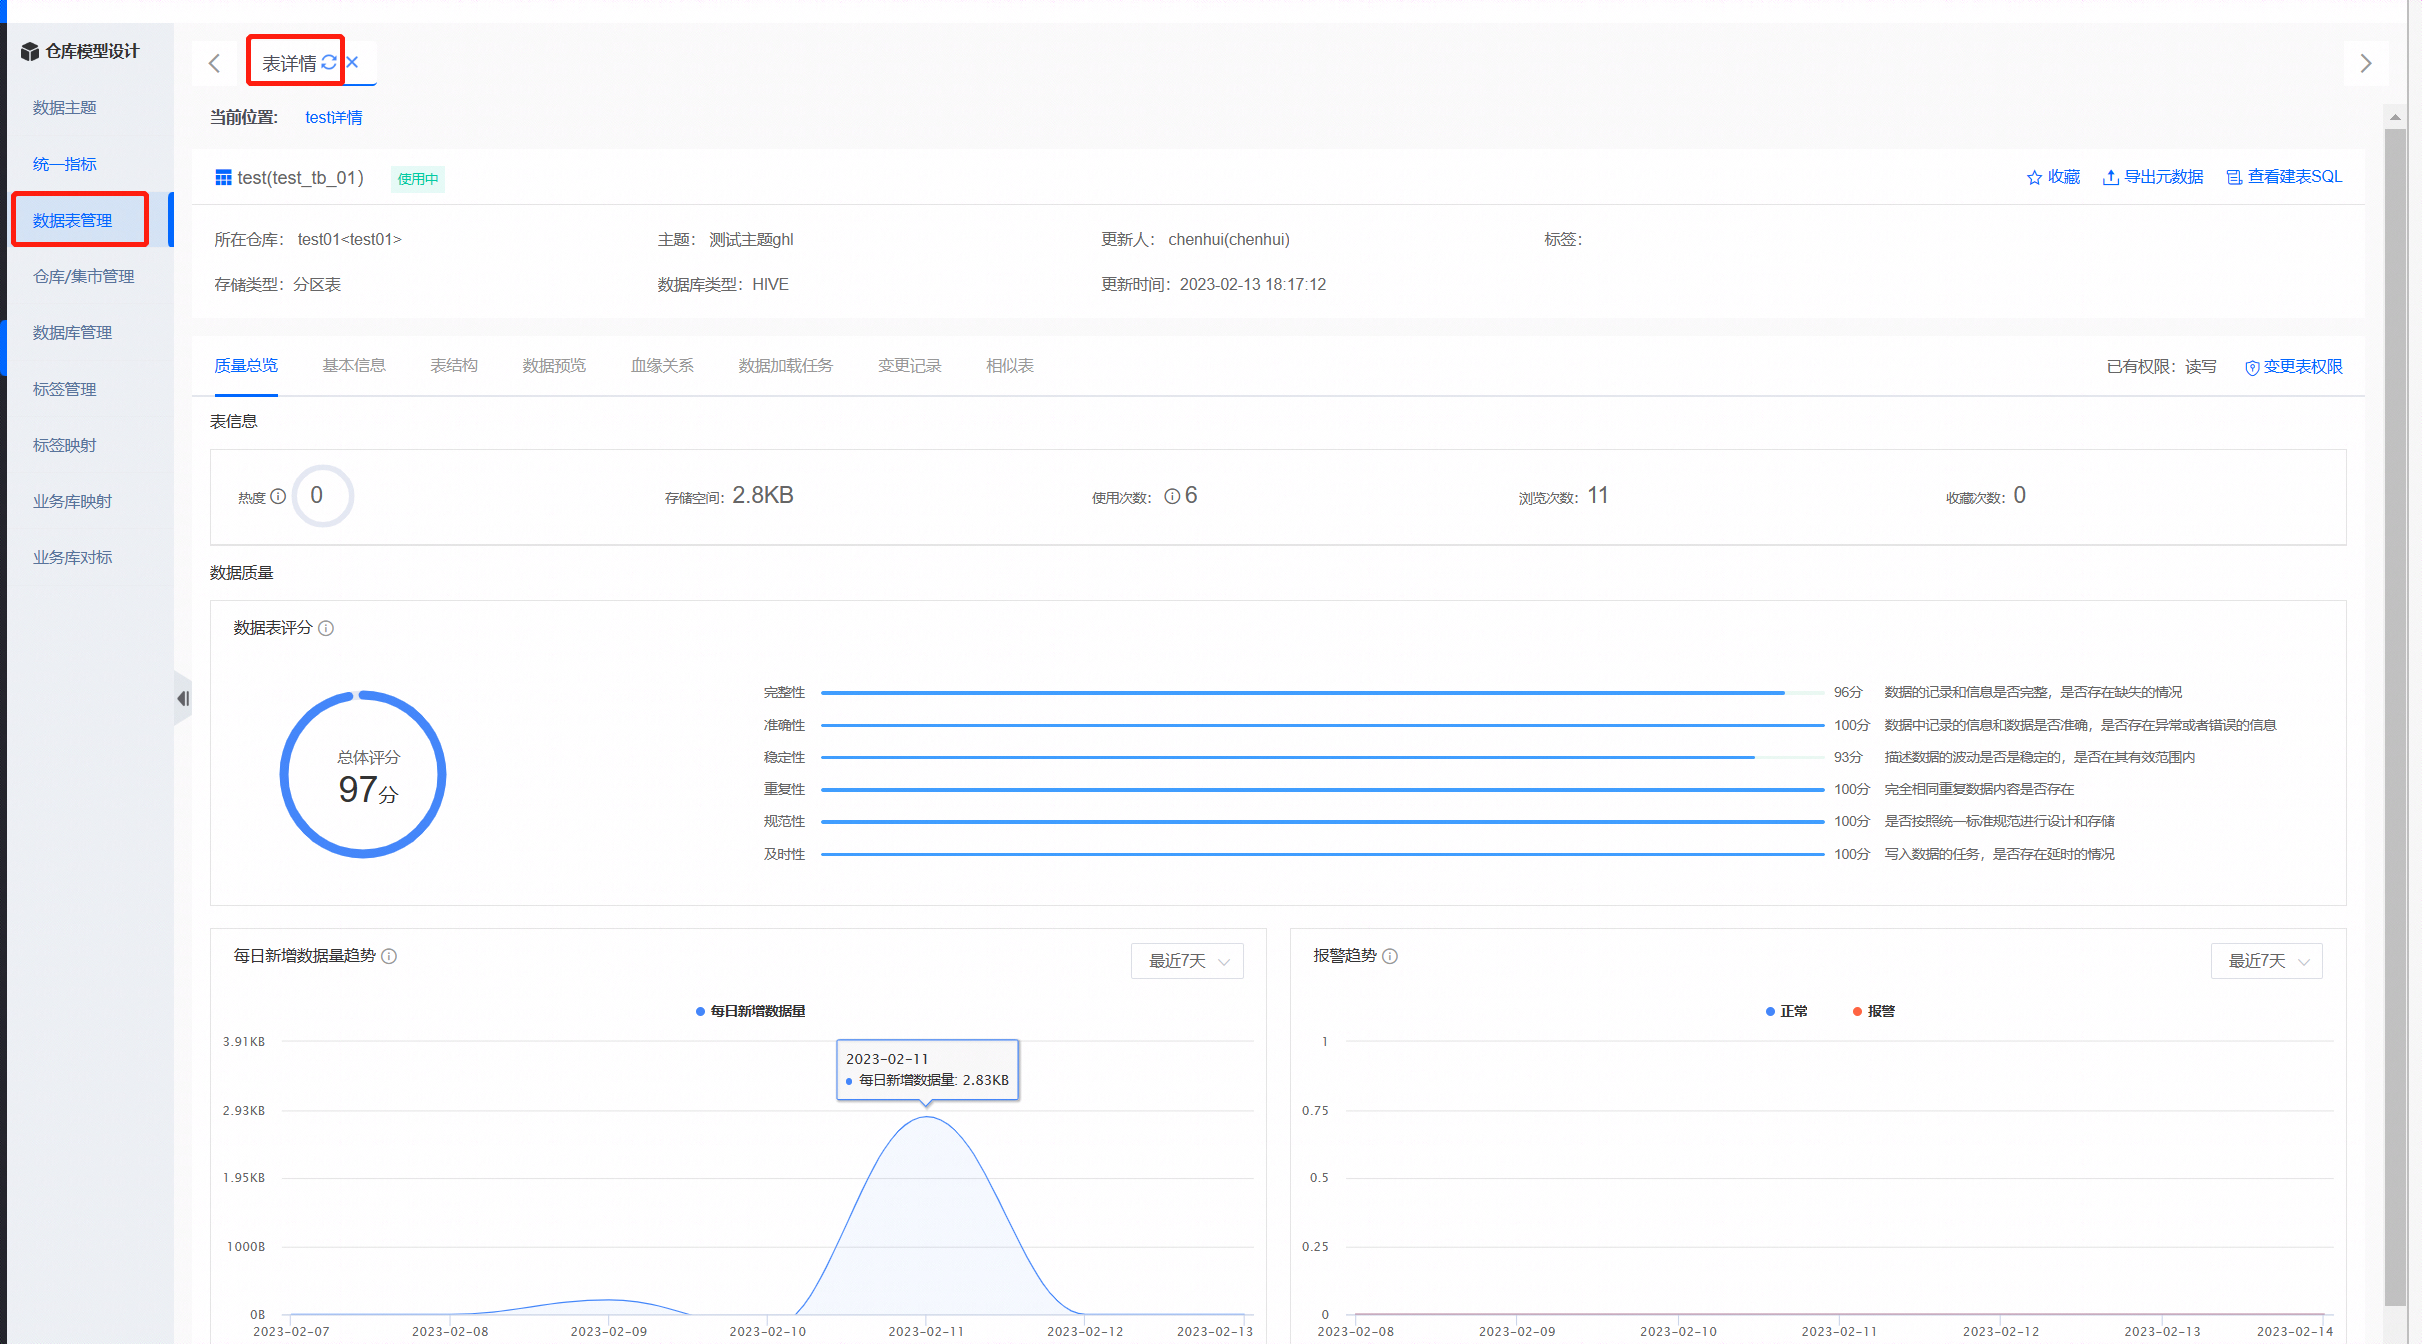 仓库模型设计
数据主题
统一指标
数据表管理
仓库/集市管理
数据库管理
标签管理
标签映射
业务库映射
业务库对标
表详情
当前位置： test详情
test(test_tb_01) 使用中 收藏 导出元数据 查看建表SQL
所在仓库： test01<test01> 主题： 测试主题ghl 更新人： chenhui(chenhui) 标签：
存储类型：分区表 数据库类型：HIVE 更新时间：2023-02-13 18:17:12
质量总览 基本信息 表结构 数据预览 血缘关系 数据加载任务 变更记录 相似表 已有权限：读写 变更表权限
表信息
热度 0 存储空间：2.8KB 使用次数： 6 浏览次数：11 收藏次数：0
数据质量
数据表评分
总体评分
97分
完整性 96分 数据的记录和信息是否完整，是否存在缺失的情况
准确性 100分 数据中记录的信息和数据是否准确，是否存在异常或者错误的信息
稳定性 93分 描述数据的波动是否是稳定的，是否在其有效范围内
重复性 100分 完全相同重复数据内容是否存在
规范性 100分 是否按照统一标准规范进行设计和存储
及时性 100分 写入数据的任务，是否存在延时的情况
每日新增数据量趋势 最近7天
每日新增数据量
3.91KB
2.93KB
1.95KB
1000B
0B
2023-02-11
每日新增数据量: 2.83KB
2023-02-07 2023-02-08 2023-02-09 2023-02-10 2023-02-11 2023-02-12 2023-02-13
报警趋势 最近7天
正常 报警
1
0.75
0.5
0.25
0
2023-02-08 2023-02-09 2023-02-10 2023-02-11 2023-02-12 2023-02-13 2023-02-14